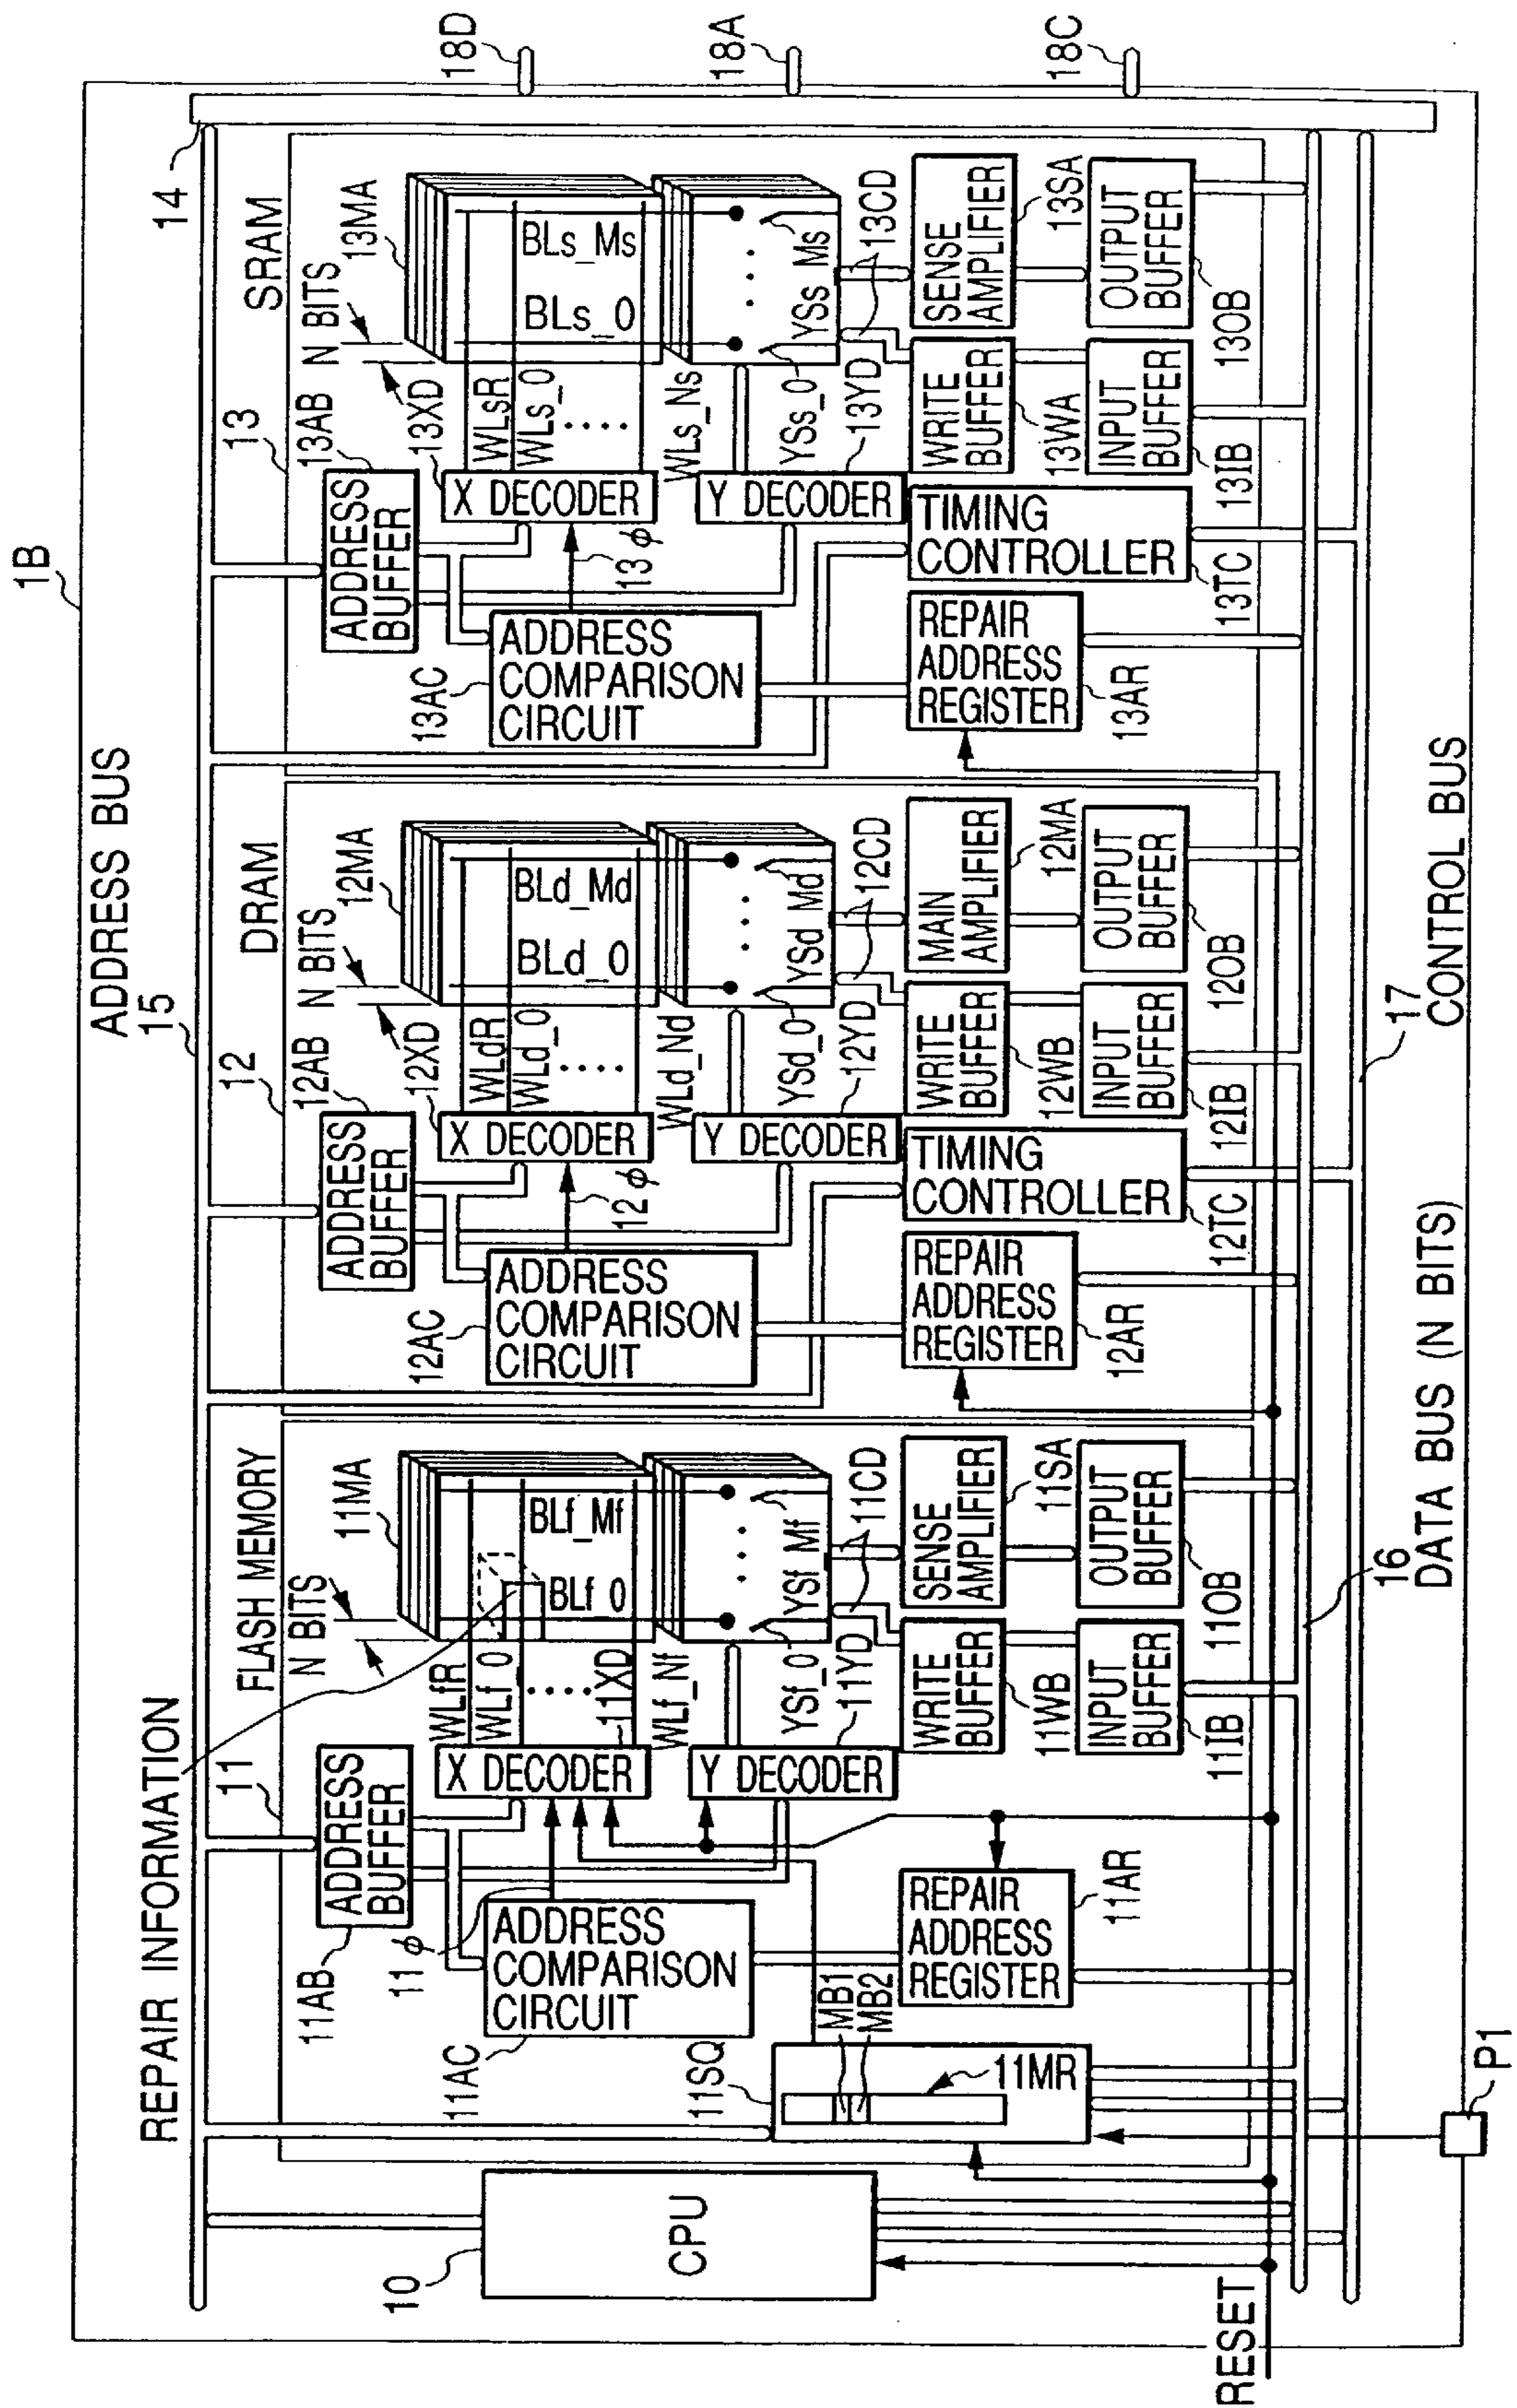 1B
ADDRESS BUS
15
14
REPAIR INFORMATION
FLASH MEMORY
11
N BITS
11MA
11AB
ADDRESS
BUFFER
WLfR
WLf_0
.....
11XD
WLf_Nf
BLf_Mf
BLf_0
X DECODER
Y DECODER
11YD
YSf_0
YSf_Mf
11CD
11φ
11AC
ADDRESS
COMPARISON
CIRCUIT
REPAIR
ADDRESS
REGISTER
11AR
WRITE
BUFFER
11WB
SENSE
AMPLIFIER
11SA
INPUT
BUFFER
11IB
OUTPUT
BUFFER
11OB
11SQ
MB1
MB2
11MR
10
CPU
DRAM
12
12AB
N BITS
12MA
ADDRESS
BUFFER
12XD
WLdR
WLd_0
....
WLd_Nd
BLd_Md
BLd_0
X DECODER
Y DECODER
12YD
YSd_0
YSd_Md
12CD
12φ
12AC
ADDRESS
COMPARISON
CIRCUIT
REPAIR
ADDRESS
REGISTER
12AR
TIMING
CONTROLLER
12TC
WRITE
BUFFER
12WB
MAIN
AMPLIFIER
12MA
INPUT
BUFFER
12IB
OUTPUT
BUFFER
12OB
SRAM
13
13AB
N BITS
13MA
ADDRESS
BUFFER
13XD
WLsR
WLs_0
....
WLs_Ns
BLs_Ms
BLs_0
X DECODER
Y DECODER
13YD
YSs_0
YSs_Ms
13CD
13φ
13AC
ADDRESS
COMPARISON
CIRCUIT
REPAIR
ADDRESS
REGISTER
13AR
TIMING
CONTROLLER
13TC
WRITE
BUFFER
13WA
SENSE
AMPLIFIER
13SA
INPUT
BUFFER
13IB
OUTPUT
BUFFER
13OB
18D
18A
18C
RESET
16
DATA BUS (N BITS)
17
CONTROL BUS
P1